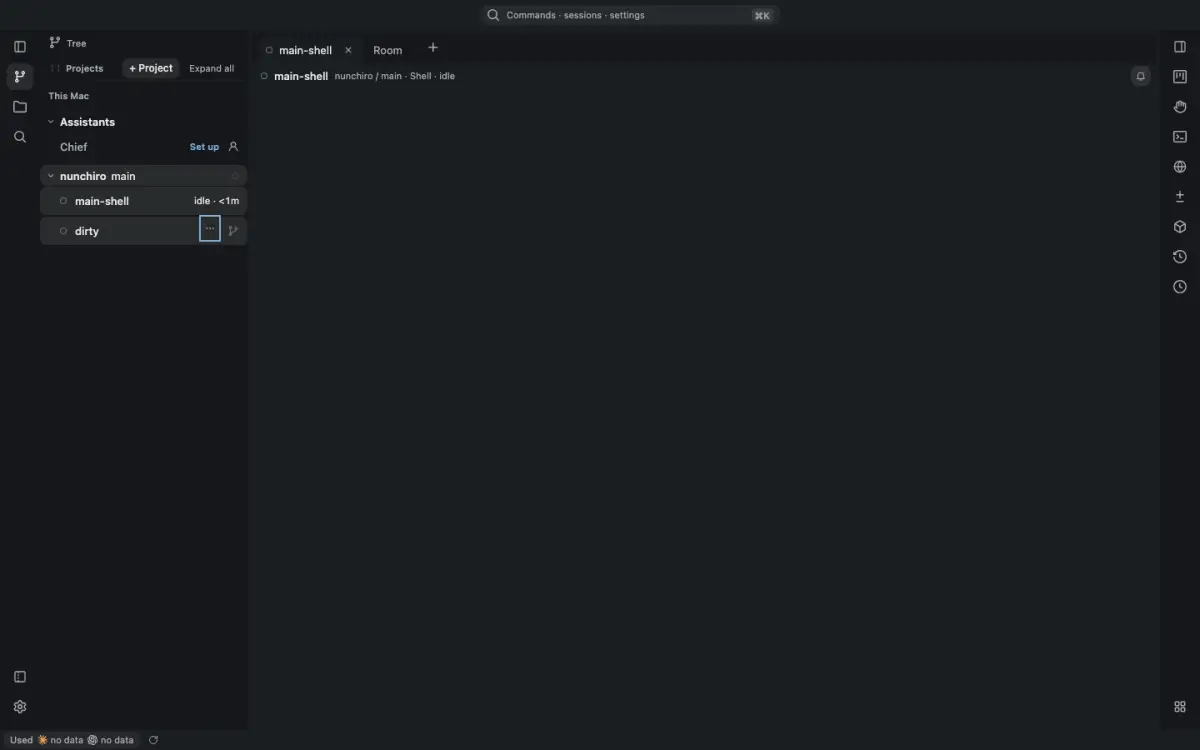 Commands · sessions · settings ⌘K
Tree
Projects + Project Expand all
This Mac
Assistants
Chief Set up
nunchiro main
main-shell idle · <1m
dirty ...
main-shell × Room +
main-shell nunchiro / main · Shell · idle
Used no data no data